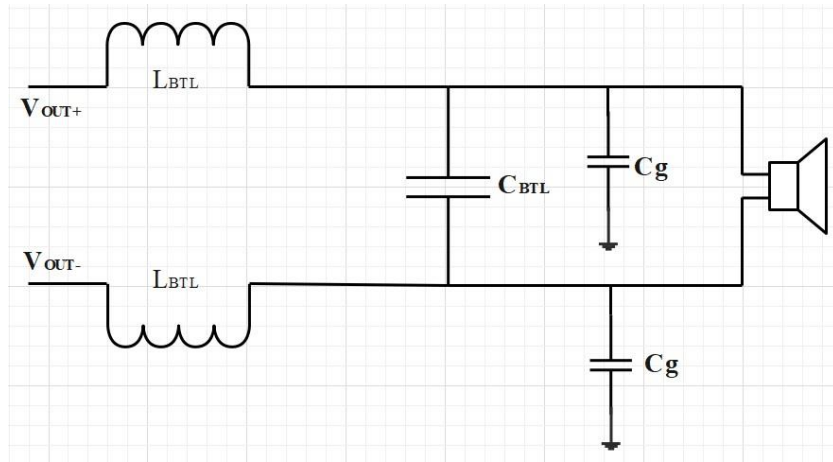 LBTL
VOUT+
CBTL
Cg
VOUT-
LBTL
Cg